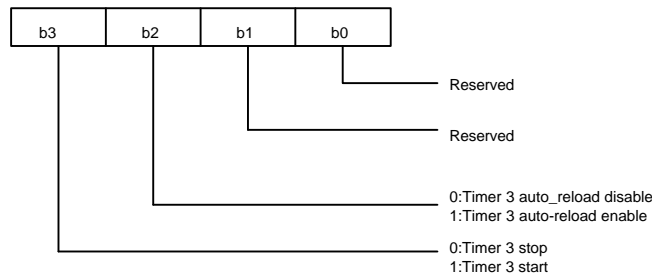 b3 b2 b1 b0
Reserved
Reserved
0:Timer 3 auto_reload disable
1:Timer 3 auto-reload enable
0:Timer 3 stop
1:Timer 3 start